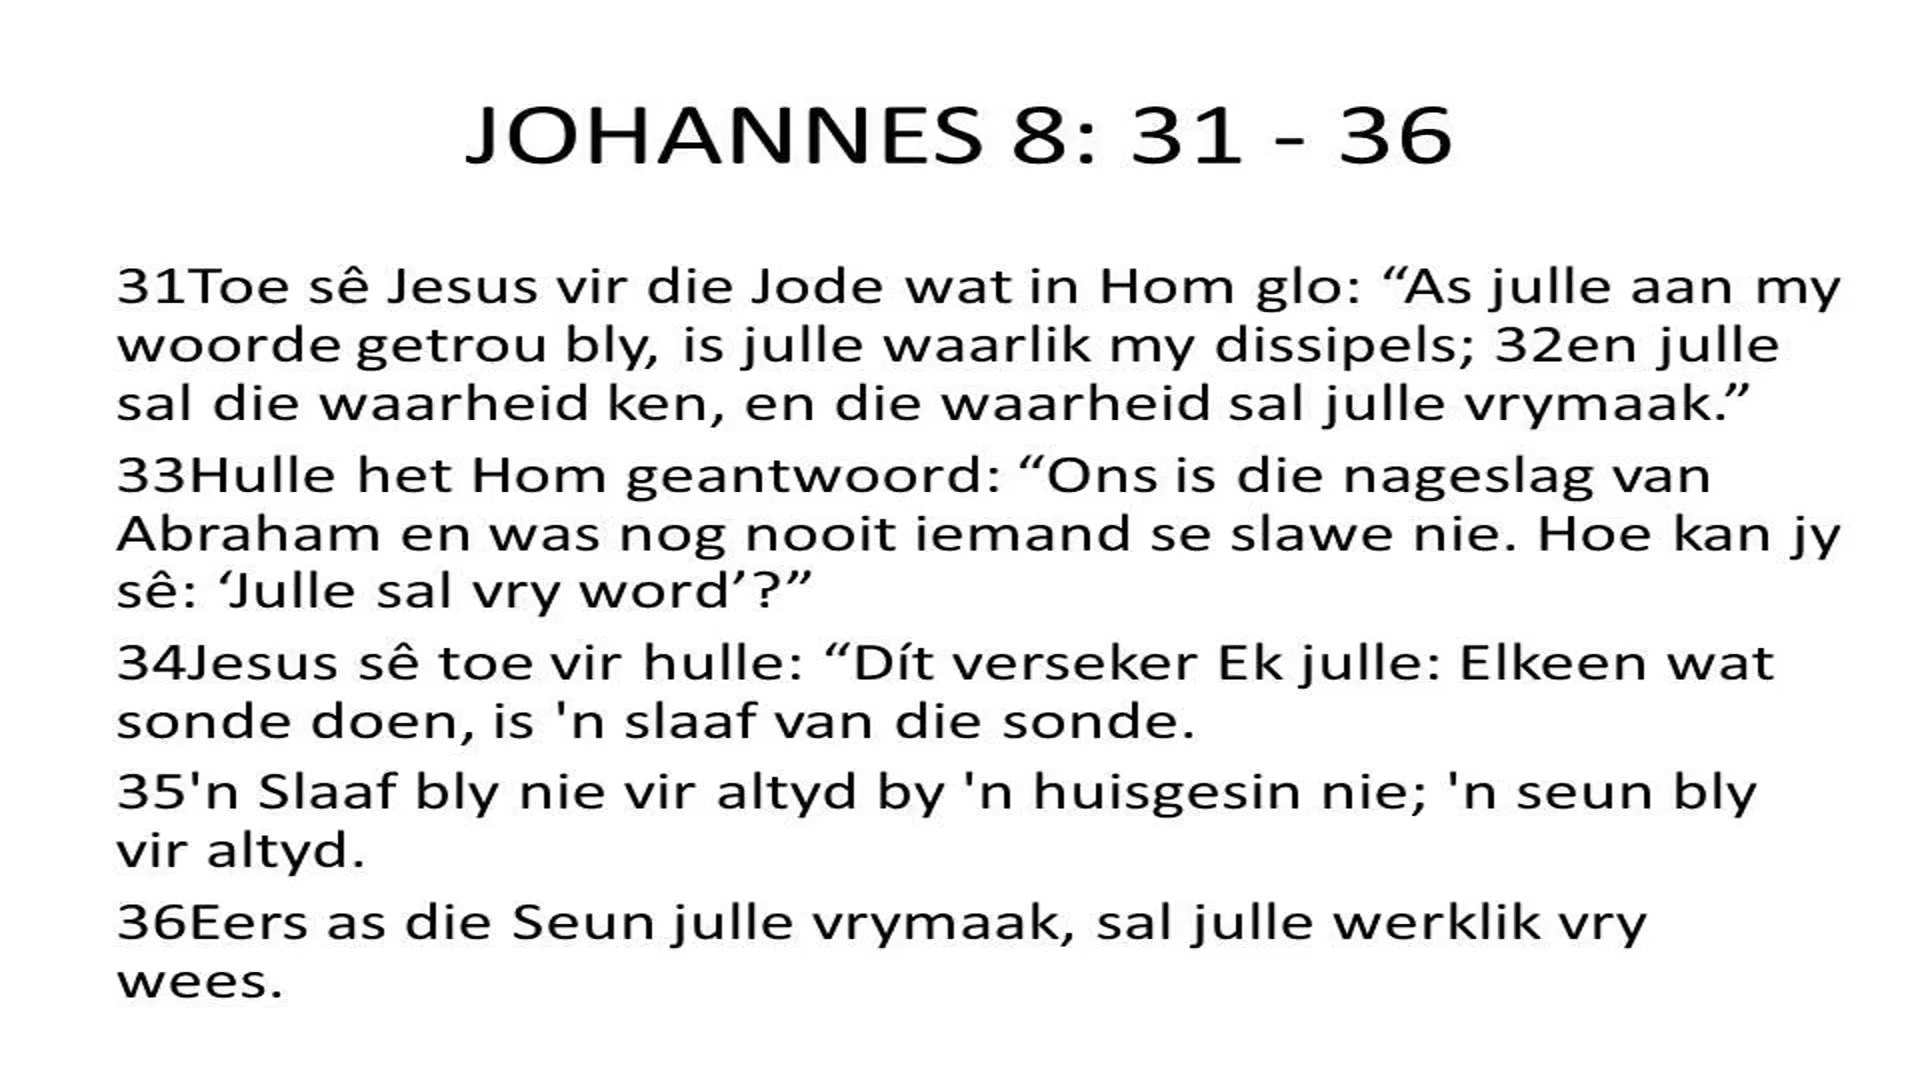 JOHANNES 8: 31 - 36
31Toe sê Jesus vir die Jode wat in Hom glo: “As julle aan my
woorde getrou bly, is julle waarlik my dissipels; 32en julle
sal die waarheid ken, en die waarheid sal julle vrymaak.”
33Hulle het Hom geantwoord: “Ons is die nageslag van
Abraham en was nog nooit iemand se slawe nie. Hoe kan jy
sê: ‘Julle sal vry word’?”
34Jesus sê toe vir hulle: “Dít verseker Ek julle: Elkeen wat
sonde doen, is 'n slaaf van die sonde.
35'n Slaaf bly nie vir altyd by 'n huisgesin nie; 'n seun bly
vir altyd.
36Eers as die Seun julle vrymaak, sal julle werklik vry
wees.